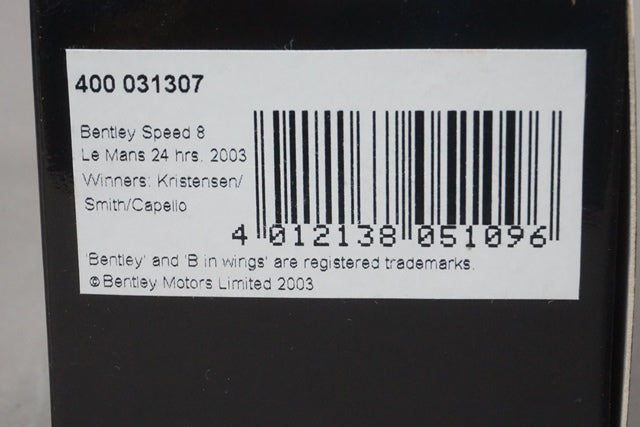 400 031307
Bentley Speed 8
Le Mans 24 hrs. 2003
Winners: Kristensen/
Smith/Capello
4 012138 051096
'Bentley' and 'B in wings' are registered trademarks.
©Bentley Motors Limited 2003